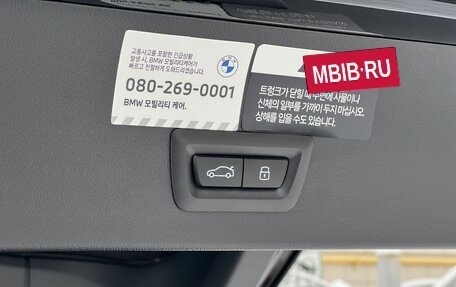 교통사고를 포함한 긴급상황
발생 시, BMW 모빌리티케어가
빠르고 친절하게 도와드리겠습니다.
080-269-0001
BMW 모빌리티 케어.
MBIB.RU
트렁크가 닫힐 때 주변에 사물이나
신체의 일부를 가까이 두지 마십시오
상해를 입을 수도 있습니다.